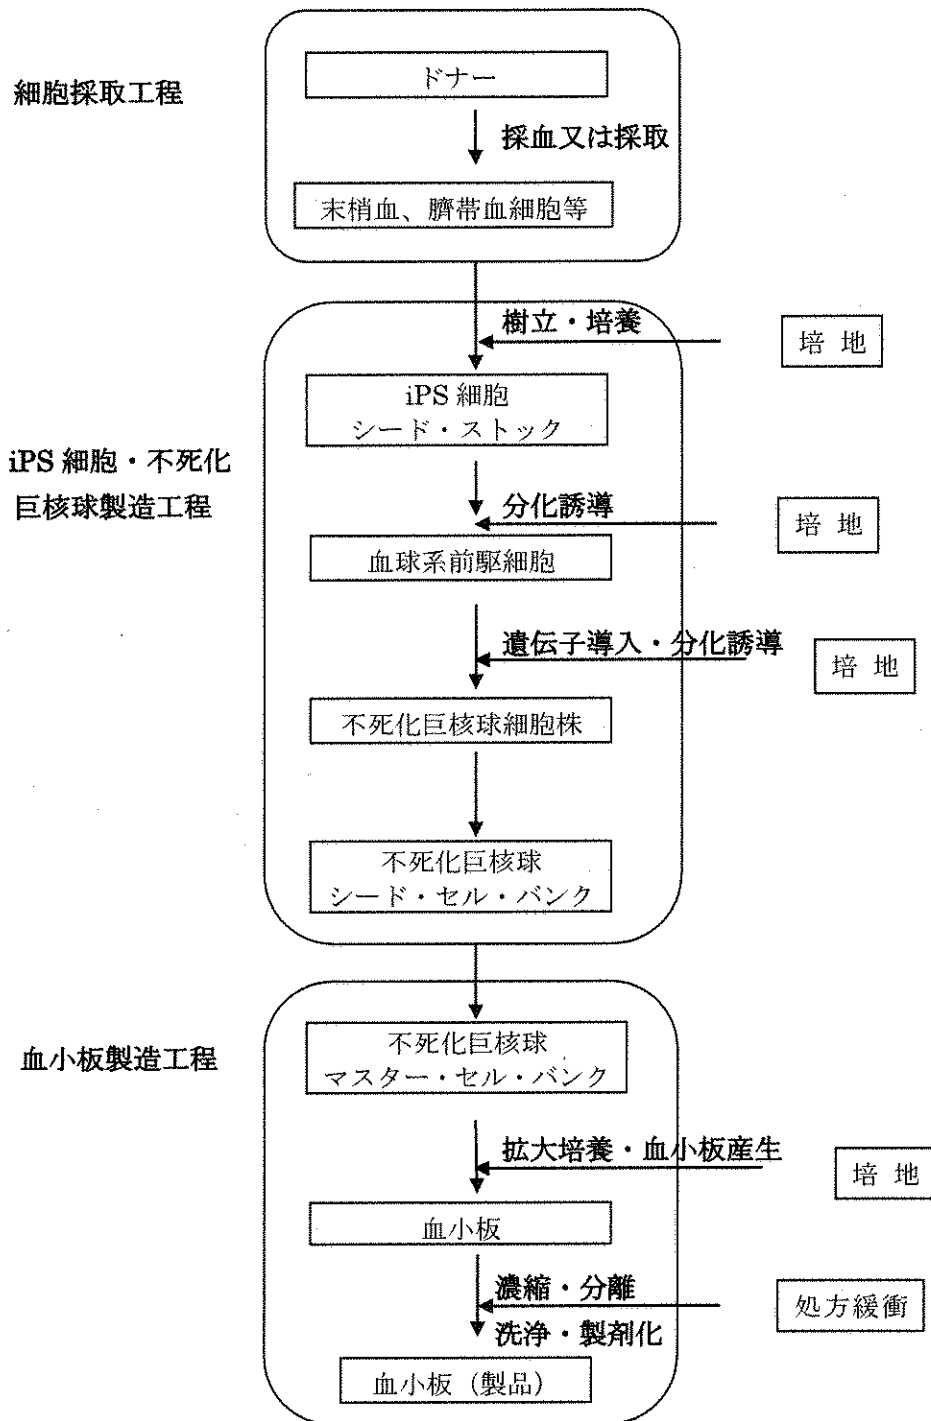 細胞採取工程
ドナー
採血又は採取
末梢血、臍帯血細胞等
樹立・培養
培 地
iPS 細胞
シード・ストック
iPS 細胞・不死化
巨核球製造工程
分化誘導
培 地
血球系前駆細胞
遺伝子導入・分化誘導
培 地
不死化巨核球細胞株
不死化巨核球
シード・セル・バンク
血小板製造工程
不死化巨核球
マスター・セル・バンク
拡大培養・血小板産生
培 地
血小板
濃縮・分離
洗浄・製剤化
処方緩衝
血小板（製品）